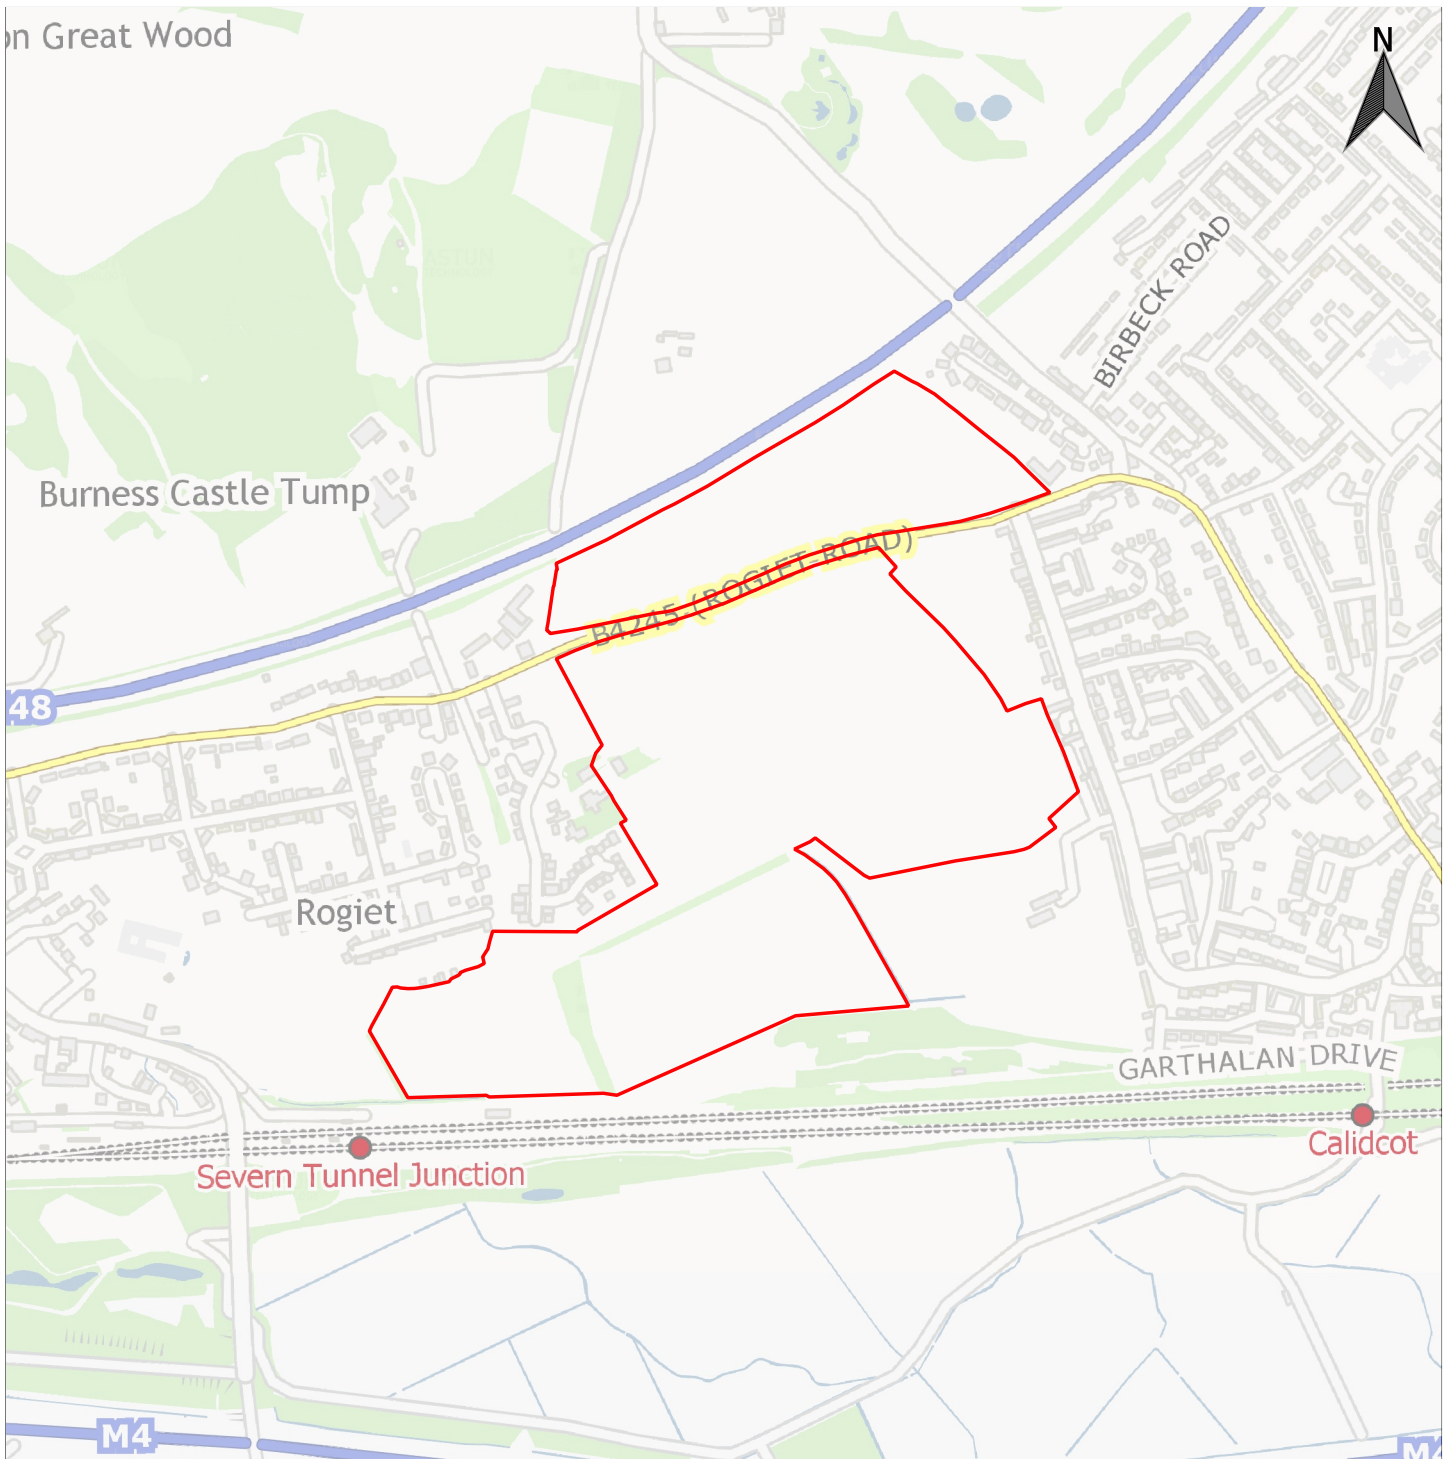 on Great Wood
N
BIRBECK ROAD
Burness Castle Tump
B4245 (ROGIET ROAD)
48
Rogiet
GARTHALAN DRIVE
Calidcot
Severn Tunnel Junction
M4
M4